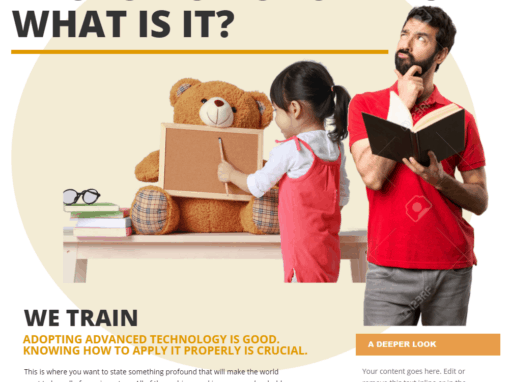 WHAT IS IT?
WE TRAIN
ADOPTING ADVANCED TECHNOLOGY IS GOOD.
KNOWING HOW TO APPLY IT PROPERLY IS CRUCIAL.
A DEEPER LOOK
This is where you want to state something profound that will make the world
Your content goes here. Edit or